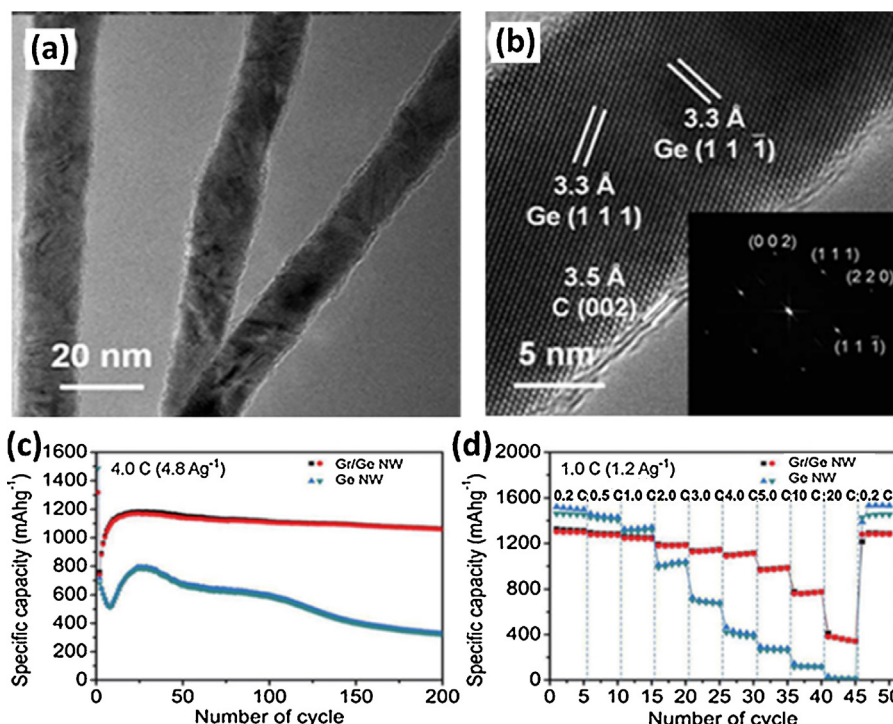 (a)
20 nm
(b)
3.3 Å
Ge (1 1 1̄)
3.3 Å
Ge (1 1 1)
3.5 Å
C (002)
5 nm
(0 0 2)
(1 1 1)
(2 2 0)
(1 1 1̄)
(c)
4.0 C (4.8 Ag⁻¹)
Gr/Ge NW
Ge NW
Specific capacity (mAhg⁻¹)
1600
1400
1200
1000
800
600
400
200
0
0 50 100 150 200
Number of cycle
(d)
1.0 C (1.2 Ag⁻¹)
Gr/Ge NW
Ge NW
0.2 C 0.5 C 1.0 C 2.0 C 3.0 C 4.0 C 5.0 C 10 C 20 C 0.2 C
Specific capacity (mAhg⁻¹)
2000
1600
1200
800
400
0
0 5 10 15 20 25 30 35 40 45 50
Number of cycle